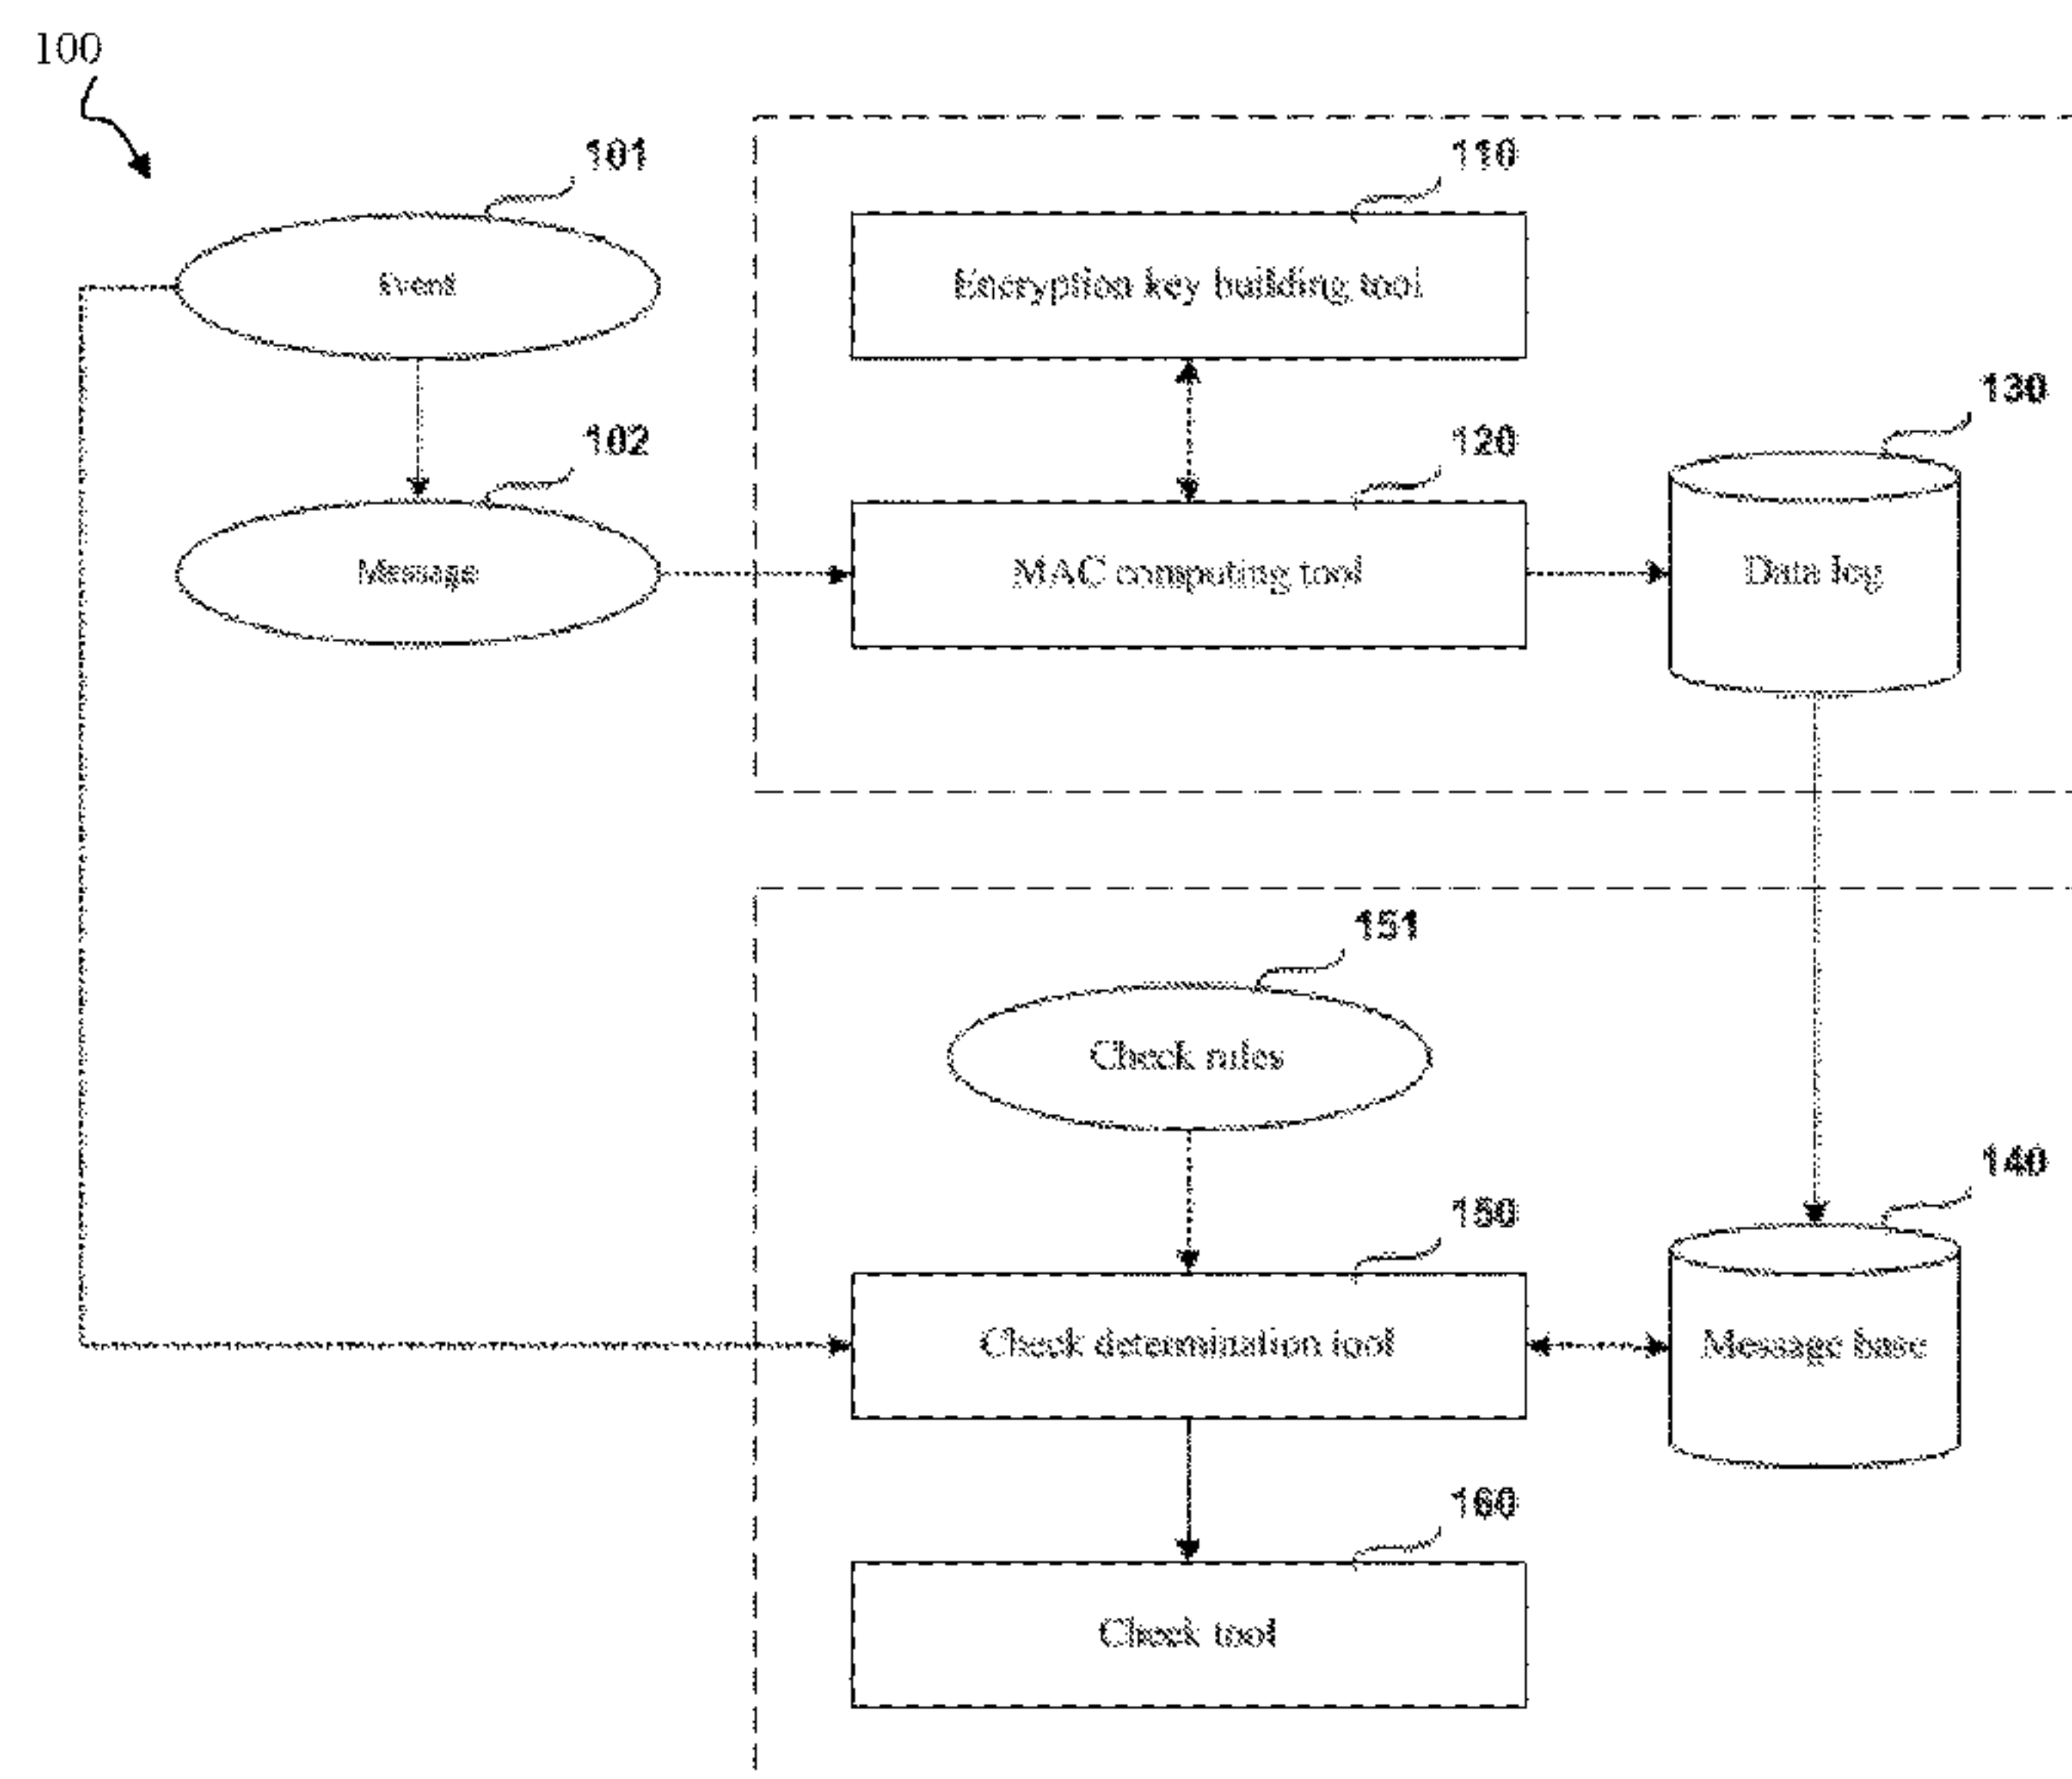 100
101
110
Event
Encryption key building tool
130
102
120
Message
MAC computing tool
Data log
151
Check rules
140
150
Check determination tool
Message base
160
Check tool